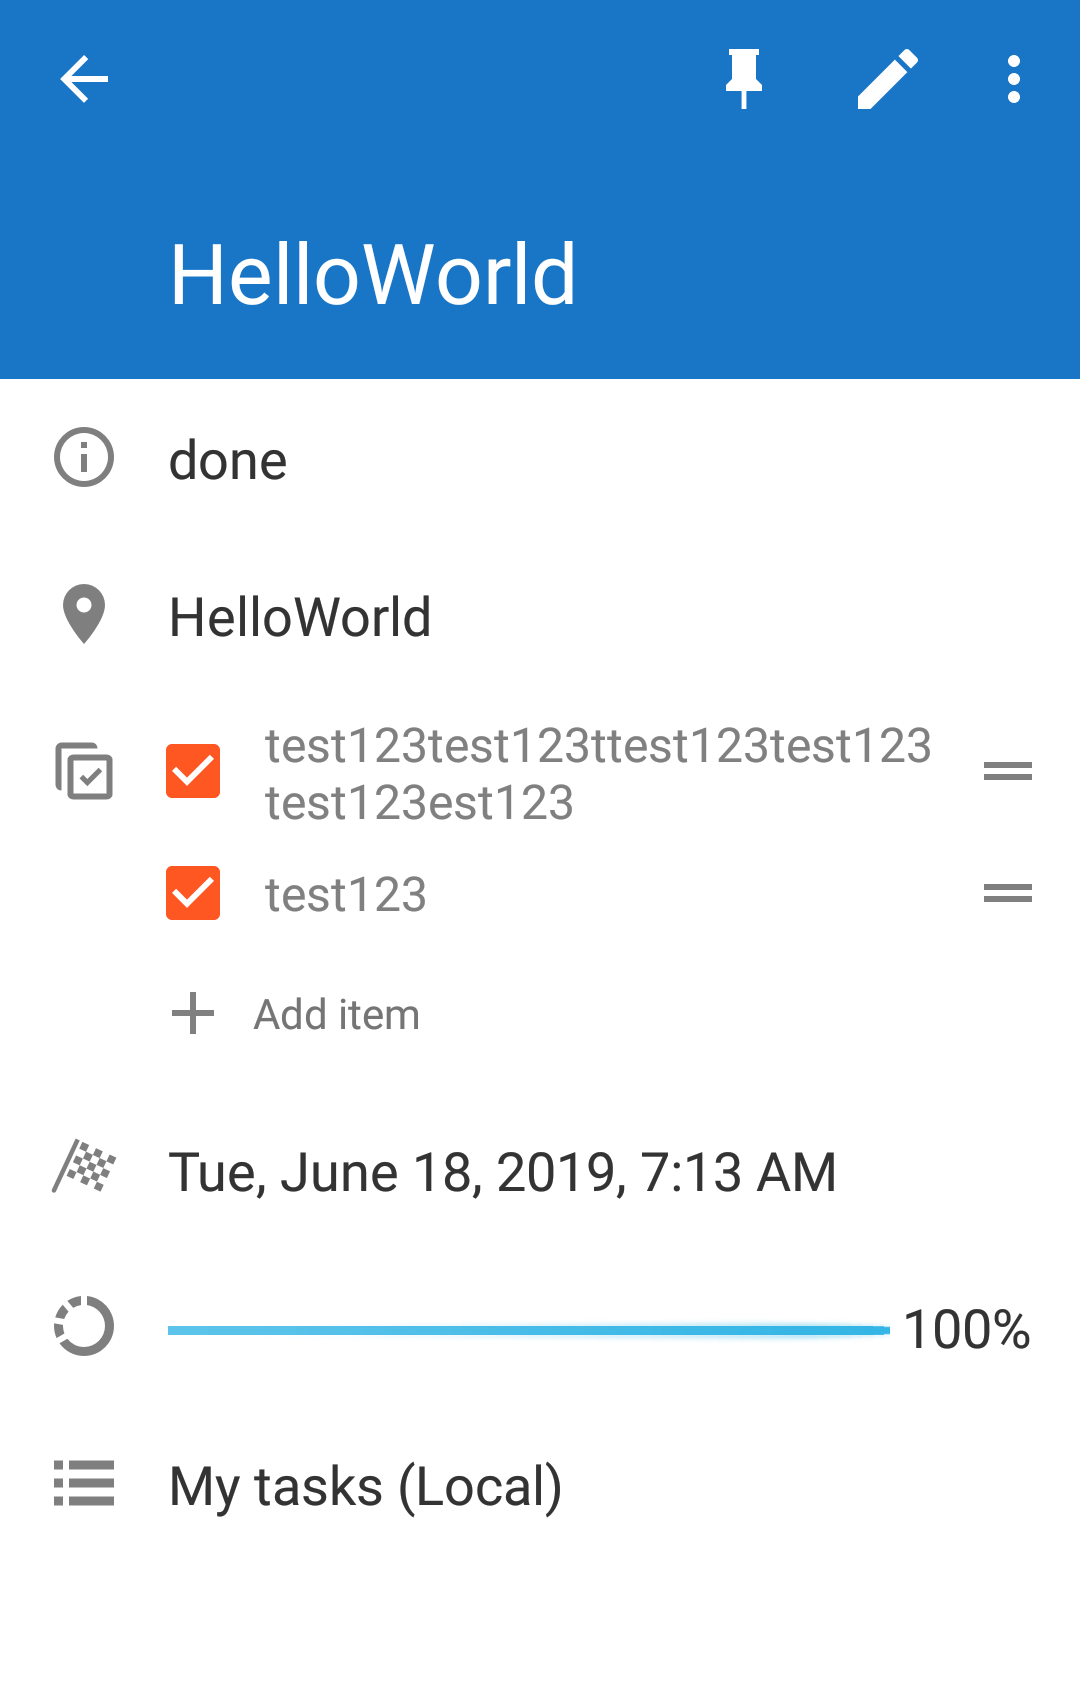 HelloWorld
done
HelloWorld
test123test123ttest123test123
test123est123
test123
Add item
Tue, June 18, 2019, 7:13 AM
100%
My tasks (Local)